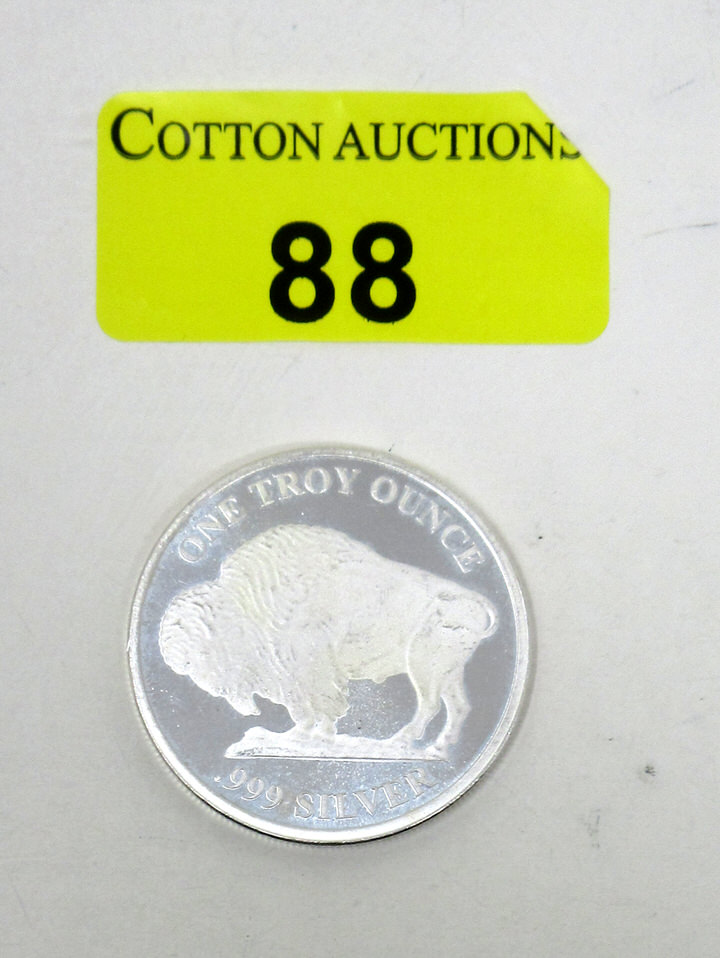 COTTON AUCTIONS
88
ONE TROY OUNCE
.999 SILVER